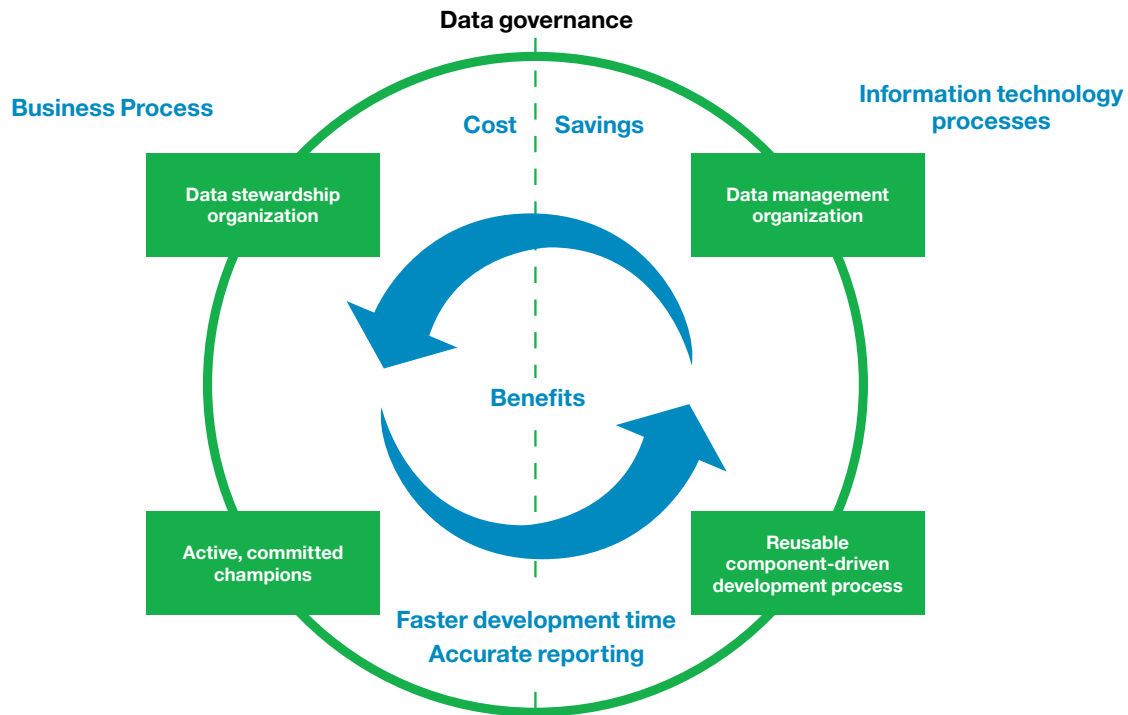 Data governance
Business Process
Information technology
processes
Cost Savings
Data stewardship
organization
Data management
organization
Benefits
Active, committed
champions
Reusable
component-driven
development process
Faster development time
Accurate reporting